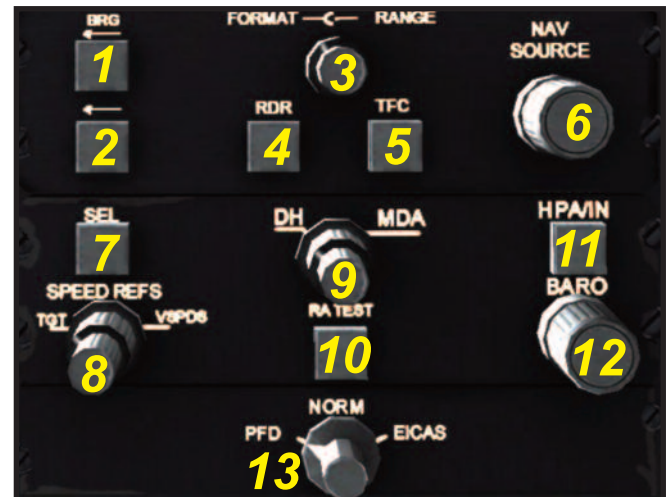 BRG
FORMAT RANGE
NAV
SOURCE
1
3
6
RDR TFC
2
4
5
SEL
DH MDA
HPA/IN
7
11
SPEED REFS
9
BARO
TGT VSPDS
RA TEST
8
10
12
NORM
PFD EICAS
13